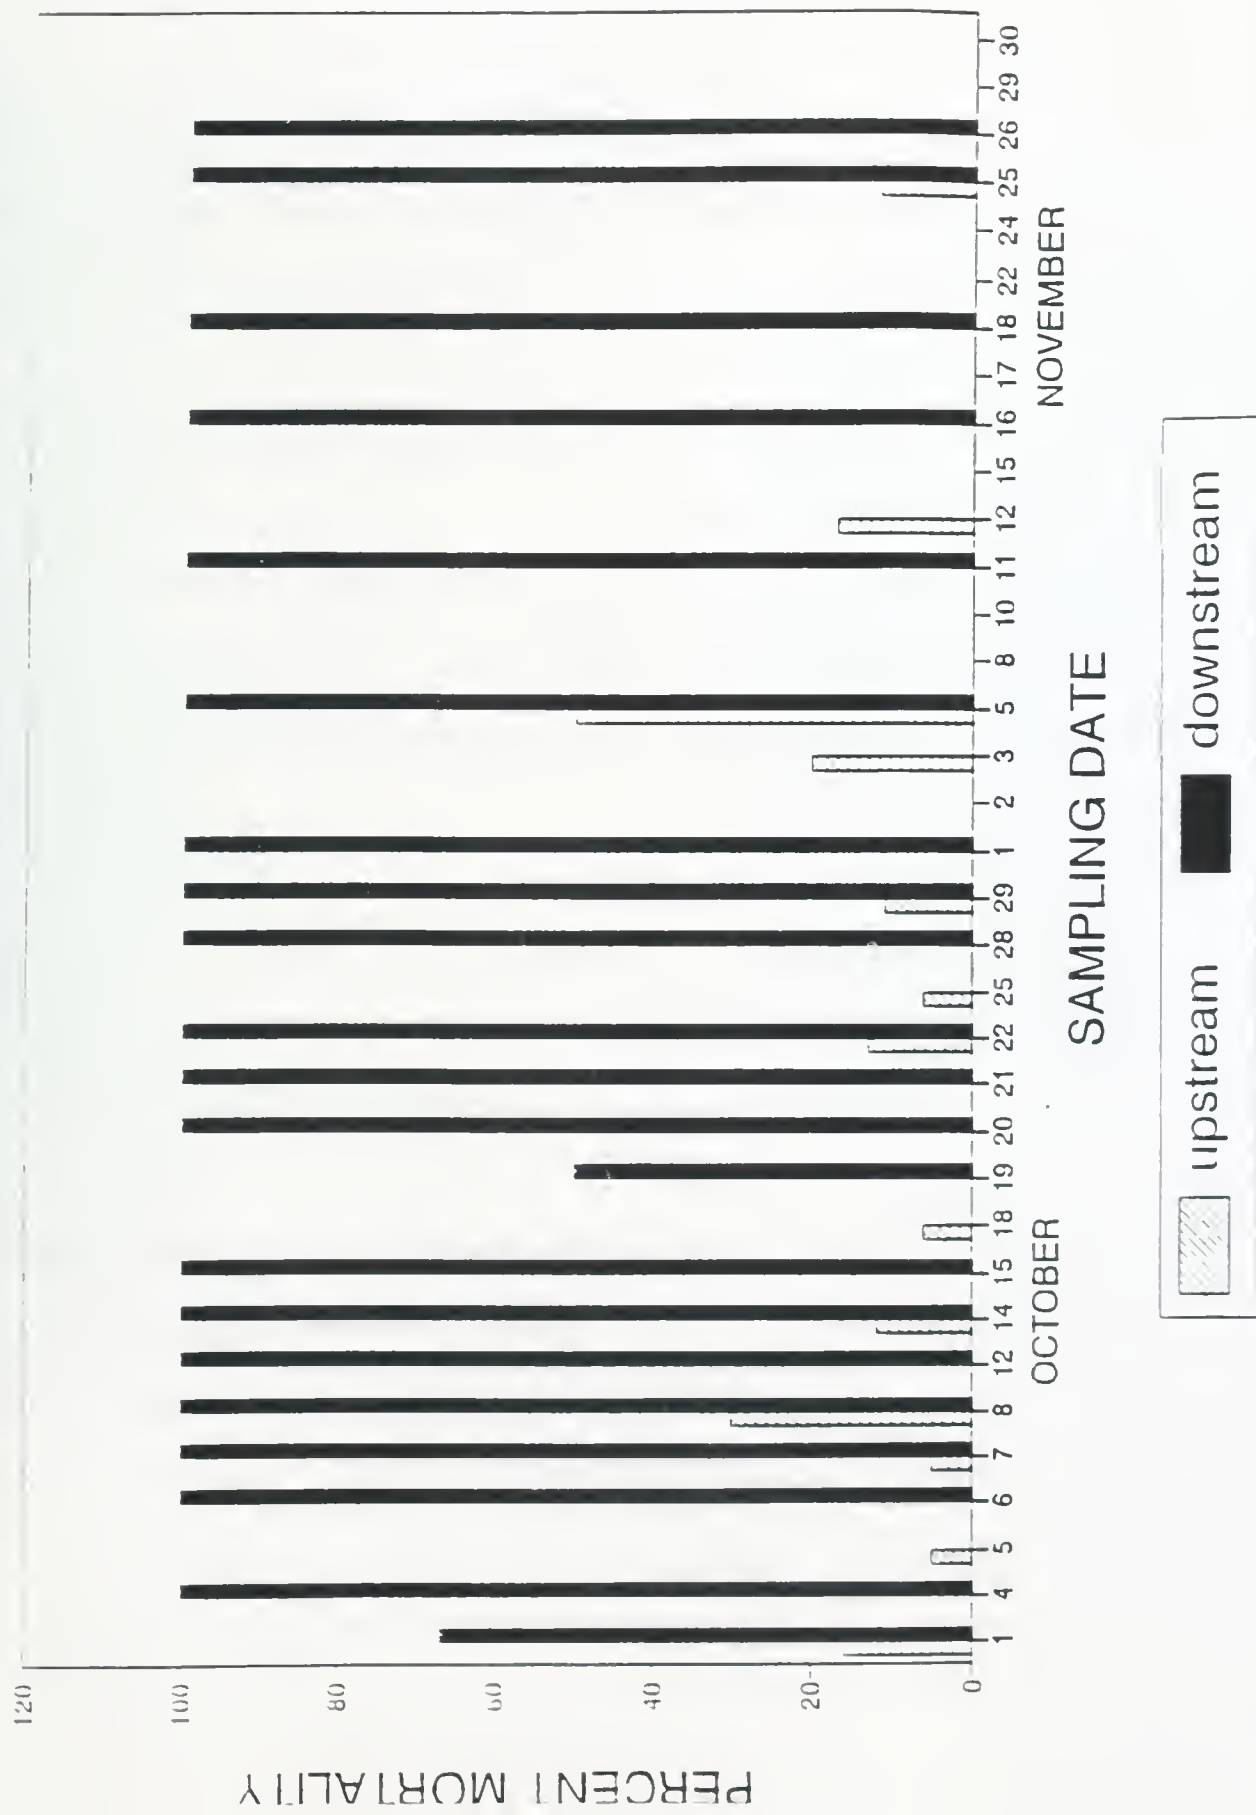 PERCENT MORTALITY
120
100
80
60
40
20
0
1 4 5 6 7 8 12 14 15 18 19 20 21 22 25 28 29 1 2 3 5 8 10 11 12 15 16 17 18 22 24 25 26 29 30
OCTOBER NOVEMBER
SAMPLING DATE
upstream downstream